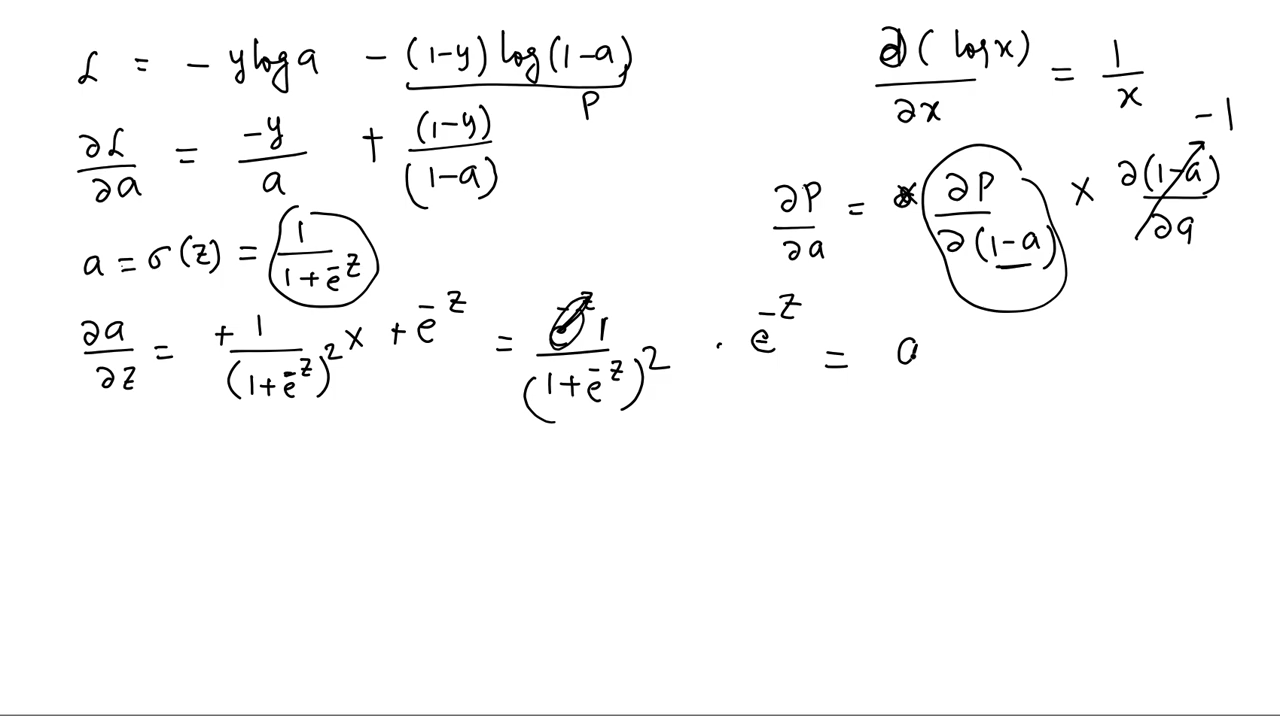 L = - y log a - (1-y) log (1-a)
P
∂L/∂a = -y/a + (1-y)/(1-a)
a = σ(z) = 1/(1+e^-z)
∂a/∂z = +1/(1+e^-z)^2 x + e^-z = 1/(1+e^-z)^2 . e^-z = a
∂(log x)/∂x = 1/x
∂P/∂a = ∂P/∂(1-a) x ∂(1-a)/∂a
-1